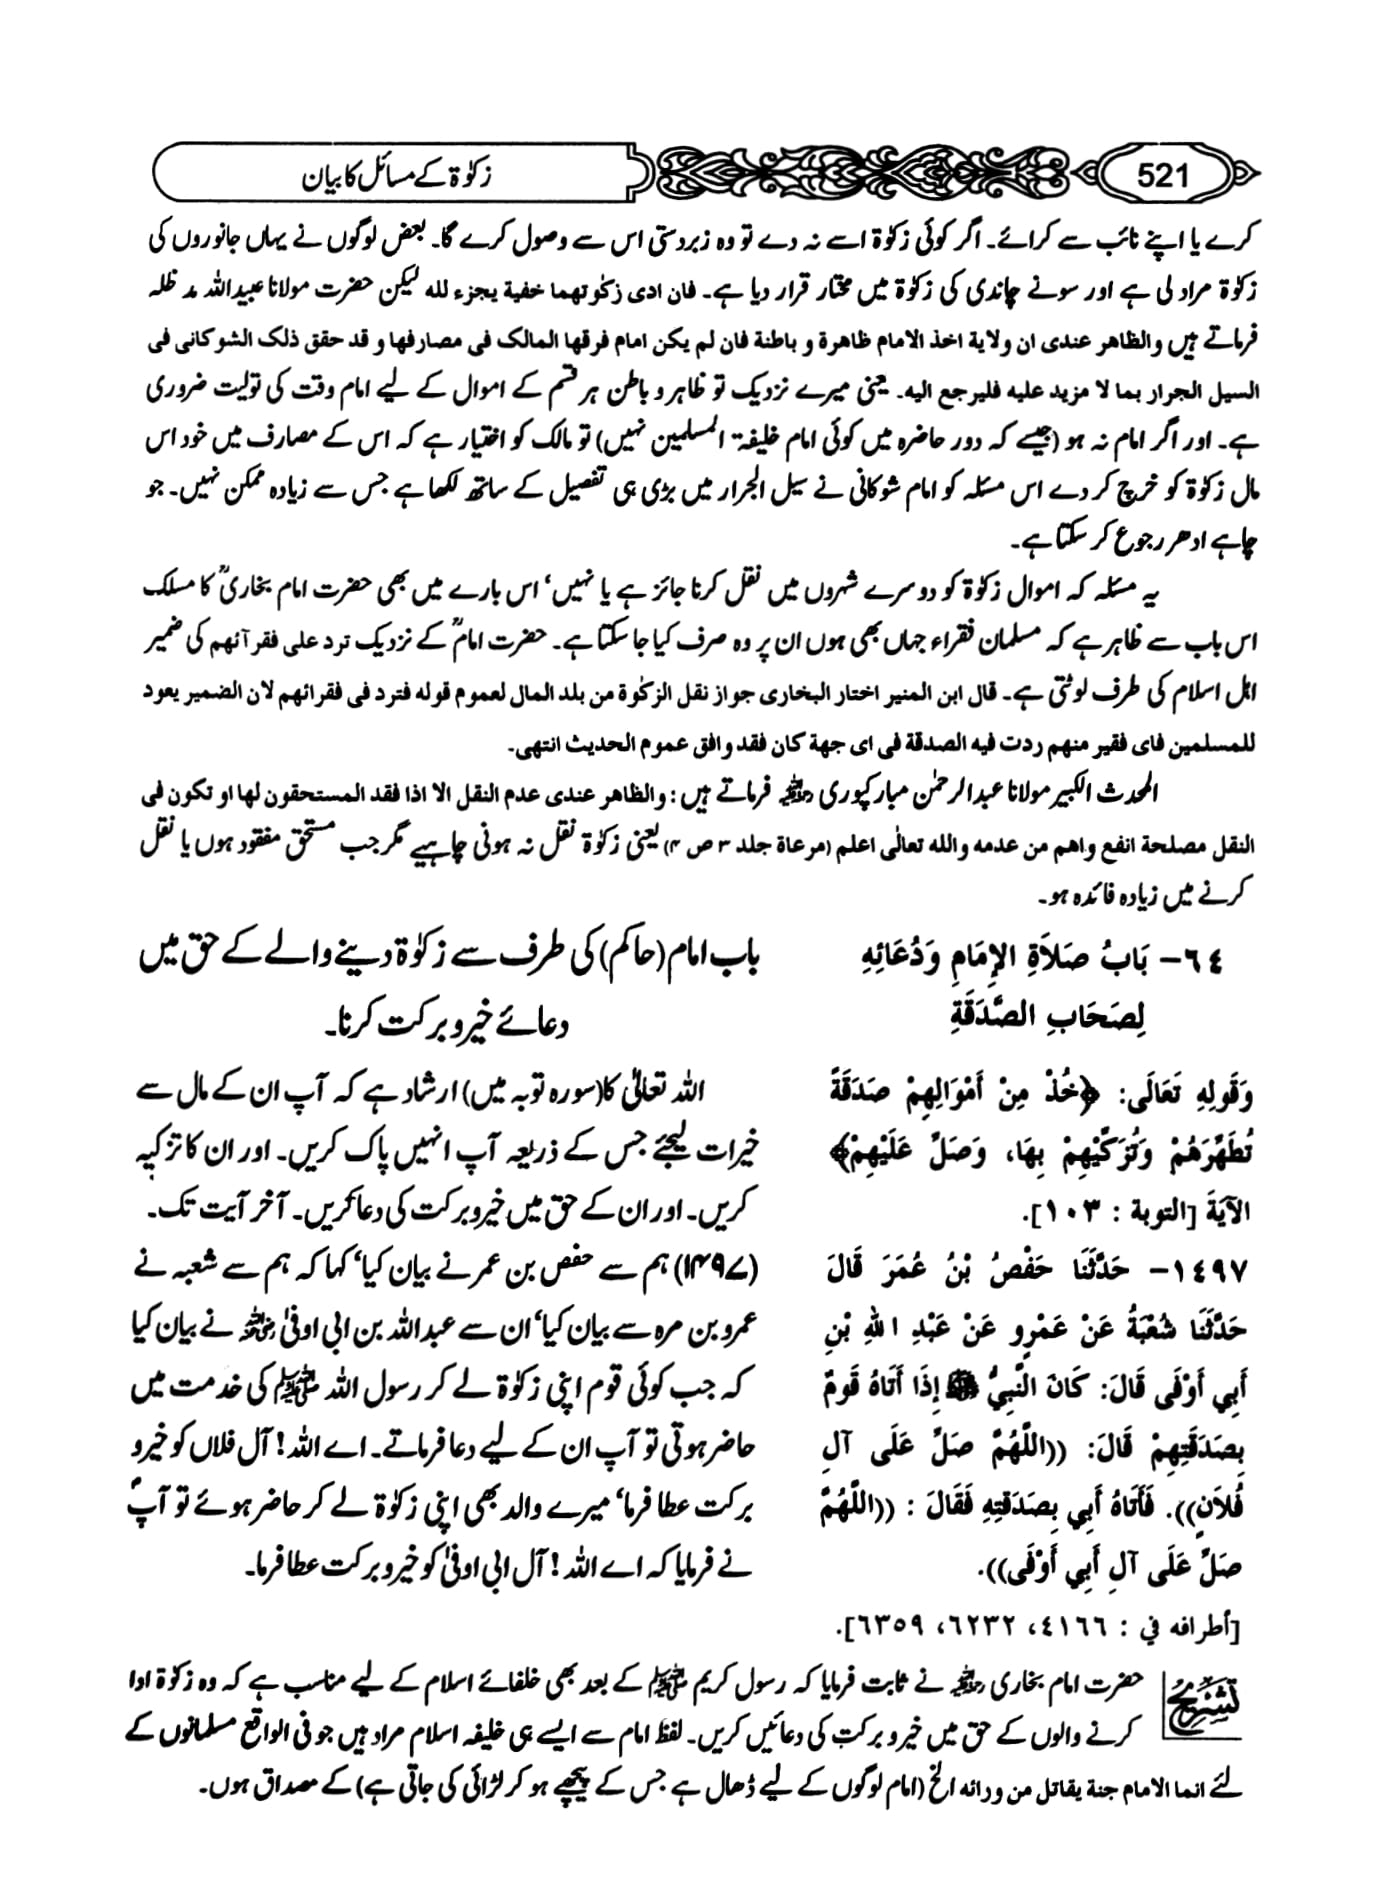 521
زکوٰۃ کے مسائل کا بیان
کرے یا اپنے نائب سے کرائے۔ اگر کوئی زکوٰۃ اسے نہ دے تو وہ زبردستی اس سے وصول کرے گا۔ بعض لوگوں نے یہاں جانوروں کی
زکوٰۃ مراد لی ہے اور سونے چاندی کی زکوٰۃ میں مختار قرار دیا ہے۔ فان ادی زکوتھما خفیة یجزء لله لیکن حضرت مولانا عبیداللہ مد ظلہ
فرماتے ہیں والظاهر عندی ان ولایة اخذ الامام ظاهرة و باطنة فان لم یکن امام فرقها المالک فی مصارفها و قد حقق ذلک الشوکانی فی
السیل الجرار بما لا مزید علیه فلیرجع الیه۔ یعنی میرے نزدیک تو ظاہر و باطن ہر قسم کے اموال کے لیے امام وقت کی تولیت ضروری
ہے۔ اور اگر امام نہ ہو (جیسے کہ دور حاضرہ میں کوئی امام خلیفۃ المسلمین نہیں) تو مالک کو اختیار ہے کہ اس کے مصارف میں خود اس
مال زکوٰۃ کو خرچ کر دے اس مسئلہ کو امام شوکانی نے سیل الجرار میں بڑی ہی تفصیل کے ساتھ لکھا ہے جس سے زیادہ ممکن نہیں۔ جو
چاہے ادھر رجوع کر سکتا ہے۔
یہ مسئلہ کہ اموال زکوٰۃ کو دوسرے شہروں میں نقل کرنا جائز ہے یا نہیں‘ اس بارے میں بھی حضرت امام بخاریؒ کا مسلک
اس باب سے ظاہر ہے کہ مسلمان فقراء جہاں بھی ہوں ان پر وہ صرف کیا جا سکتا ہے۔ حضرت امامؒ کے نزدیک ترد علی فقرآئهم کی ضمیر
اہل اسلام کی طرف لوٹتی ہے۔ قال ابن المنیر اختار البخاری جواز نقل الزکوٰة من بلد المال لعموم قوله فترد فی فقرائهم لان الضمیر یعود
للمسلمین فای فقیر منهم ردت فیه الصدقة فی ای جهة کان فقد وافق عموم الحدیث انتهی۔
المحدث الکبیر مولانا عبدالرحمٰن مبارکپوری رحمہ اللہ فرماتے ہیں: والظاهر عندی عدم النقل الا اذا فقد المستحقون لها او تکون فی
النقل مصلحة انفع واهم من عدمه والله تعالٰی اعلم (مرعاة جلد ۳ ص ۴) یعنی زکوٰۃ نقل نہ ہونی چاہیے مگر جب مستحق مفقود ہوں یا نقل
کرنے میں زیادہ فائدہ ہو۔
٦٤- بَابُ صَلاَةِ الإِمَامِ وَدُعَائِهِ
لِصَحَابِ الصَّدَقَةِ
وَقَولِهِ تَعَالَى: ﴿خُذْ مِنْ أَمْوَالِهِمْ صَدَقَةً
تُطَهِّرَهُمْ وَتُزَكِّيْهِمْ بِهَا، وَصَلِّ عَلَيْهِمْ﴾
الآيَةَ [التوبة : ١٠٣].
١٤٩٧- حَدَّثَنَا حَفْصُ بْنُ عُمَرَ قَالَ
حَدَّثَنَا شُعْبَةُ عَنْ عَمْرٍو عَنْ عَبْدِ اللهِ بْنِ
أَبِي أَوْفَى قَالَ: كَانَ النَّبِيُّ ﷺ إِذَا أَتَاهُ قَومٌ
بِصَدَقَتِهِمْ قَالَ: ((اللَّهُمَّ صَلِّ عَلَى آلِ
فُلاَنٍ)). فَأَتَاهُ أَبِي بِصَدَقَتِهِ فَقَالَ : ((اللَّهُمَّ
صَلِّ عَلَى آلِ أَبِي أَوْفَى)).
[أطرافه في : ٤١٦٦، ٦٢٣٢، ٦٣٥٩].
باب امام (حاکم) کی طرف سے زکوٰۃ دینے والے کے حق میں
دعائے خیر و برکت کرنا۔
اللہ تعالیٰ کا (سورہ توبہ میں) ارشاد ہے کہ آپ ان کے مال سے
خیرات لیجئے جس کے ذریعہ آپ انہیں پاک کریں۔ اور ان کا تزکیہ
کریں۔ اور ان کے حق میں خیر و برکت کی دعا کریں۔ آخر آیت تک۔
(۱۴۹۷) ہم سے حفص بن عمر نے بیان کیا‘ کہا کہ ہم سے شعبہ نے
عمرو بن مرہ سے بیان کیا‘ ان سے عبداللہ بن ابی اوفیٰ رضی اللہ عنہ نے بیان کیا
کہ جب کوئی قوم اپنی زکوٰۃ لے کر رسول اللہ ﷺ کی خدمت میں
حاضر ہوتی تو آپ ان کے لیے دعا فرماتے۔ اے اللہ! آل فلاں کو خیر و
برکت عطا فرما‘ میرے والد بھی اپنی زکوٰۃ لے کر حاضر ہوئے تو آپؐ
نے فرمایا کہ اے اللہ! آل ابی اوفیٰ کو خیر و برکت عطا فرما۔
تشریح
حضرت امام بخاری رحمہ اللہ نے ثابت فرمایا کہ رسول کریم ﷺ کے بعد بھی خلفائے اسلام کے لیے مناسب ہے کہ وہ زکوٰۃ ادا
کرنے والوں کے حق میں خیر و برکت کی دعائیں کریں۔ لفظ امام سے ایسے ہی خلیفہ اسلام مراد ہیں جو فی الواقع مسلمانوں کے
لئے انما الامام جنة یقاتل من ورائه الخ (امام لوگوں کے لیے ڈھال ہے جس کے پیچھے ہو کر لڑائی کی جاتی ہے) کے مصداق ہوں۔